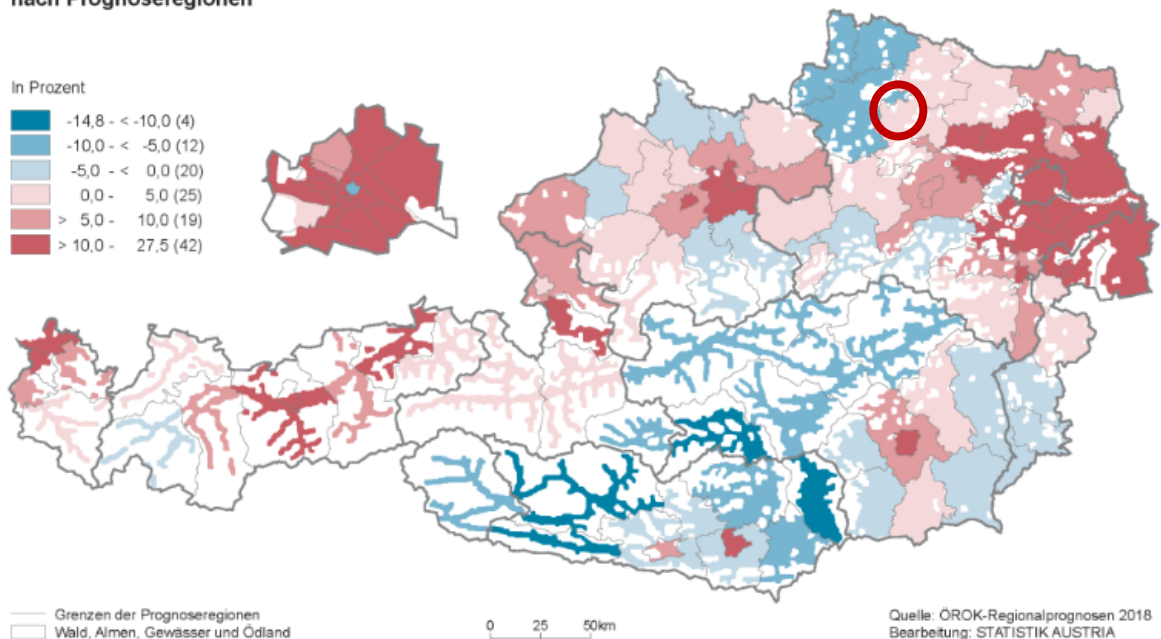 nach Prognoseregionen
In Prozent
-14,8 - < -10,0 (4)
-10,0 - < -5,0 (12)
-5,0 - < 0,0 (20)
0,0 - 5,0 (25)
> 5,0 - 10,0 (19)
> 10,0 - 27,5 (42)
Grenzen der Prognoseregionen
Wald, Almen, Gewässer und Ödland
0 25 50km
Quelle: ÖROK-Regionalprognosen 2018
Bearbeitung: STATISTIK AUSTRIA